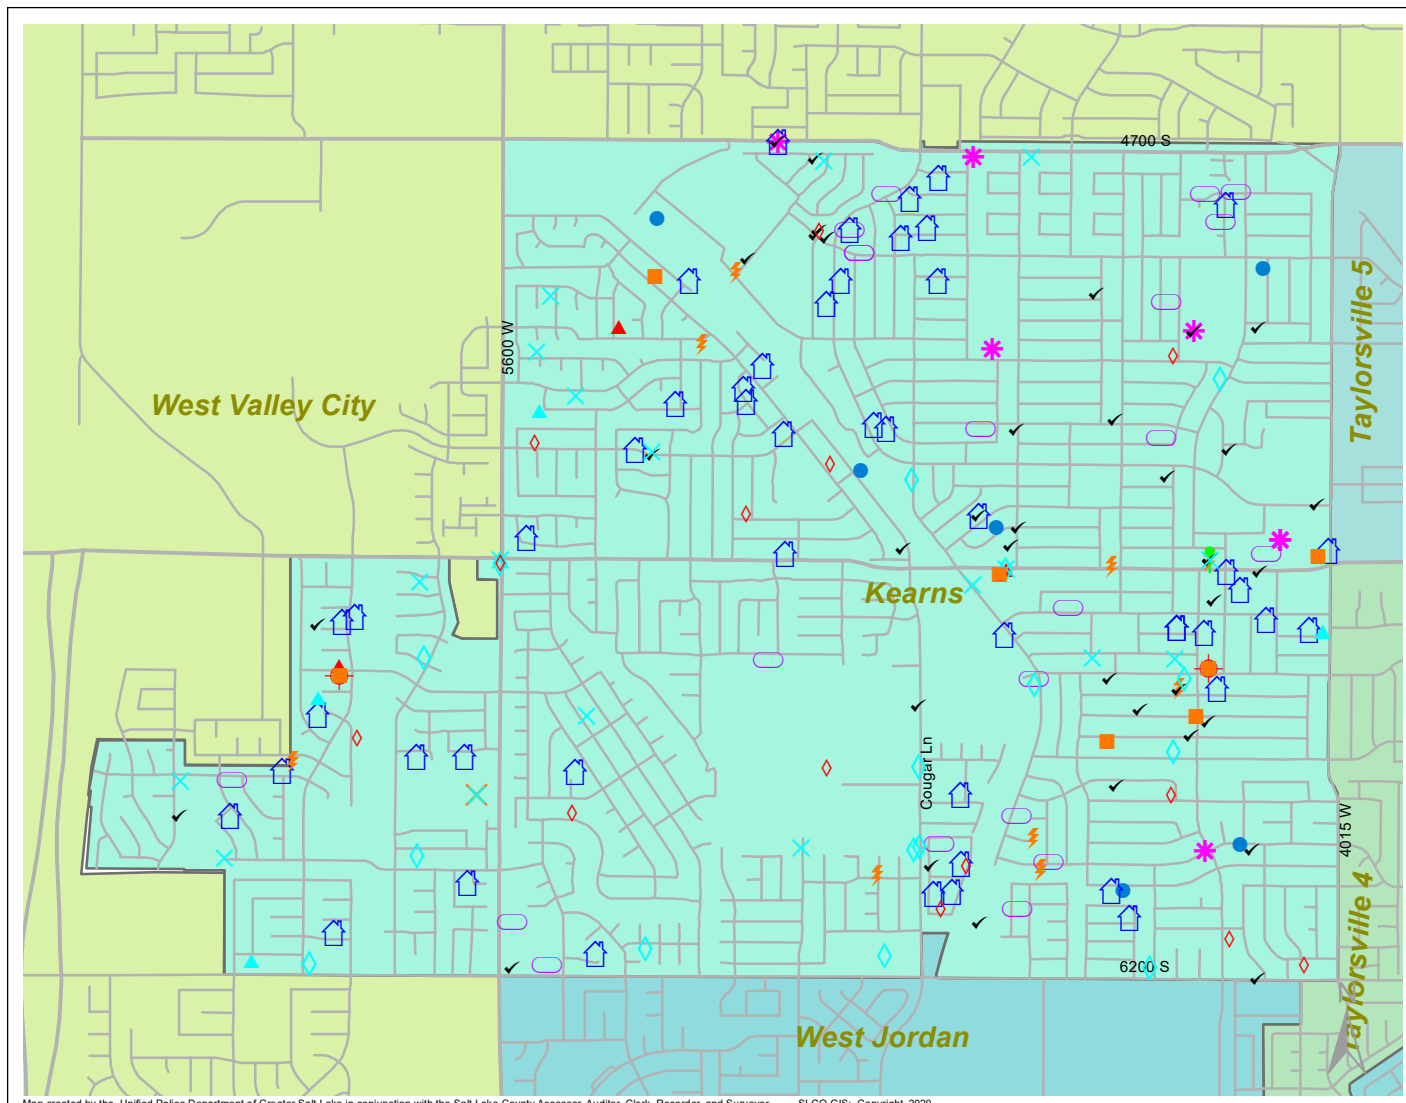 4700 S
Taylorsville 5
5600 W
West Valley City
Kearns
Cougar Ln
4015 W
6200 S
Taylorsville 4
West Jordan
Map created by the Unified Police Department of Greater Salt Lake in conjunction with the Salt Lake County Assessor, Auditor, Clerk, Recorder, and Surveyor. SLCO GIS: Copyright, 2020